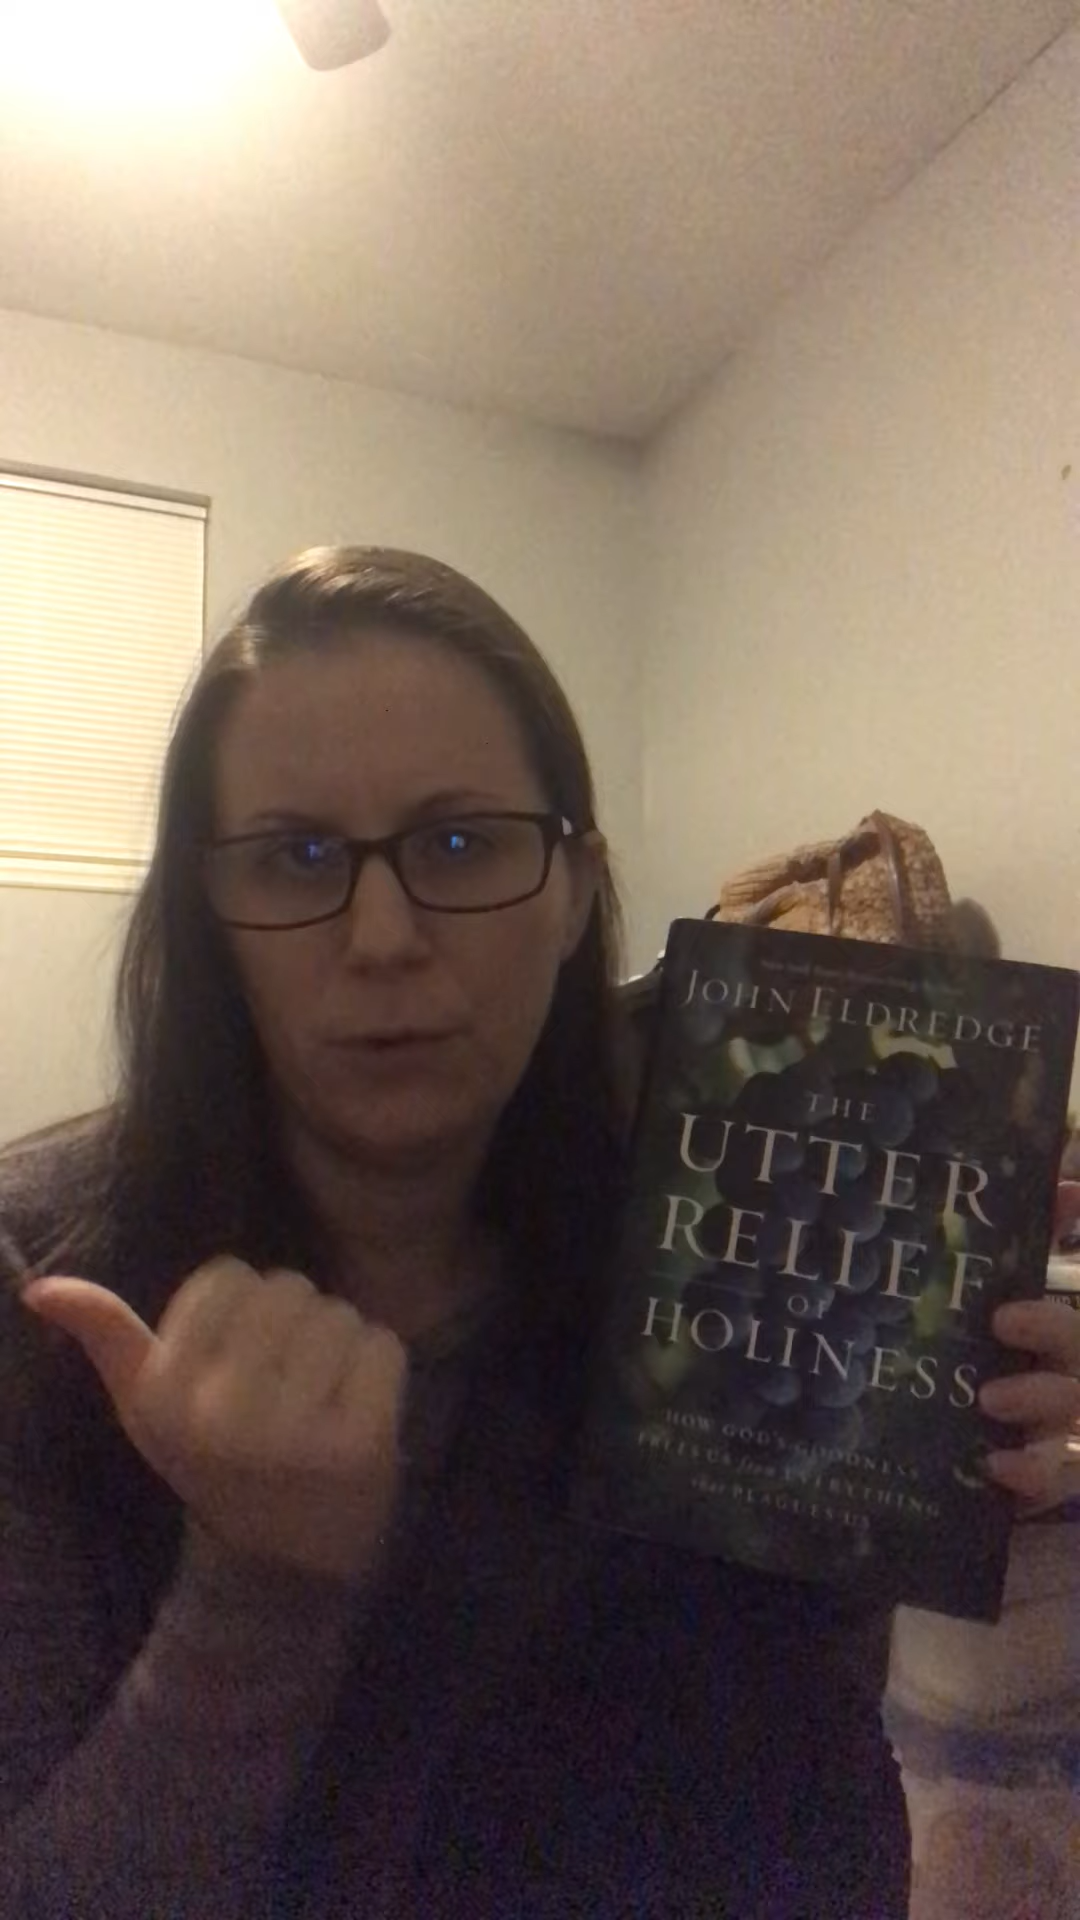 JOHN ELDREDGE
THE
UTTER
RELIEF
OF
HOLINESS
HOW GOD'S GOODNESS
FREES US from EVERYTHING
that PLAGUES US